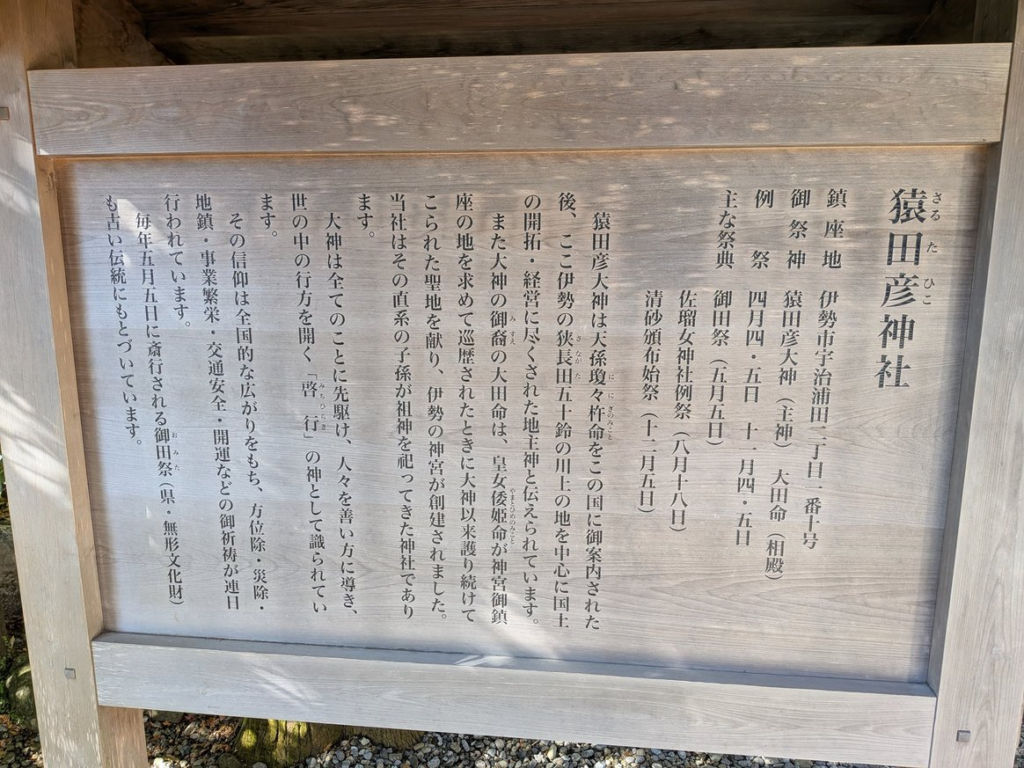 猿田彦神社
鎮座地　伊勢市宇治浦田二丁目一番十号
御祭神　猿田彦大神（主神）　大田命（相殿）
例　祭　四月四・五日　十一月四・五日
主な祭典　御田祭（五月五日）
佐瑠女神社例祭（八月十八日）
清砂頒布始祭（十二月五日）
猿田彦大神は天孫瓊々杵命をこの国に御案内された
後、ここ伊勢の狭長田五十鈴の川上の地を中心に国土
の開拓・経営に尽くされた地主神と伝えられています。
また大神の御裔の大田命は、皇女倭姫命が神宮御鎮
座の地を求めて巡歴されたときに大神以来護り続けて
こられた聖地を献り、伊勢の神宮が創建されました。
当社はその直系の子孫が祖神を祀ってきた神社であり
ます。
大神は全てのことに先駆け、人々を善い方に導き、
世の中の行方を開く「啓行」の神として識られてい
ます。
その信仰は全国的な広がりをもち、方位除・災除・
地鎮・事業繁栄・交通安全・開運などの御祈祷が連日
行われています。
毎年五月五日に斎行される御田祭（県・無形文化財）
も古い伝統にもとづいています。